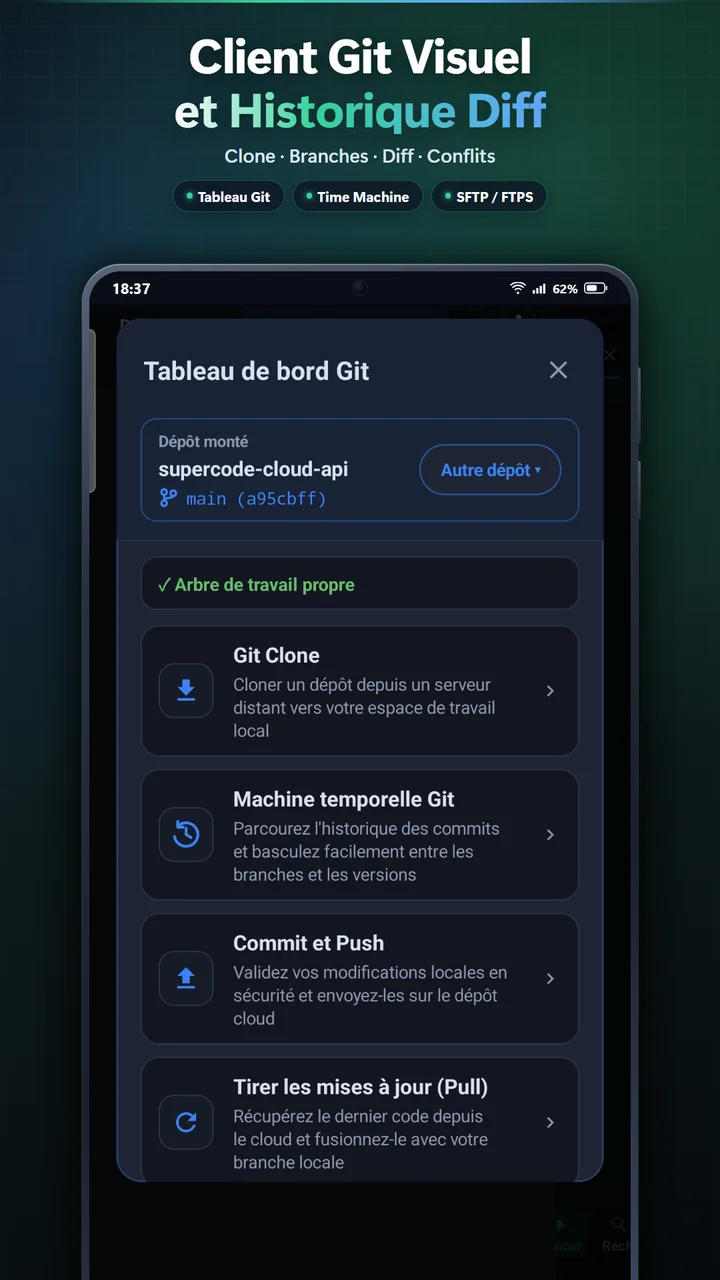 Client Git Visuel
et Historique Diff
Clone · Branches · Diff · Conflits
Tableau Git
Time Machine
SFTP / FTPS
18:37
62%
Tableau de bord Git
Dépôt monté
supercode-cloud-api
main (a95cbff)
Autre dépôt ▾
✓ Arbre de travail propre
Git Clone
Cloner un dépôt depuis un serveur
distant vers votre espace de travail
local
Machine temporelle Git
Parcourez l'historique des commits
et basculez facilement entre les
branches et les versions
Commit et Push
Validez vos modifications locales en
sécurité et envoyez-les sur le dépôt
cloud
Tirer les mises à jour (Pull)
Récupérez le dernier code depuis
le cloud et fusionnez-le avec votre
branche locale